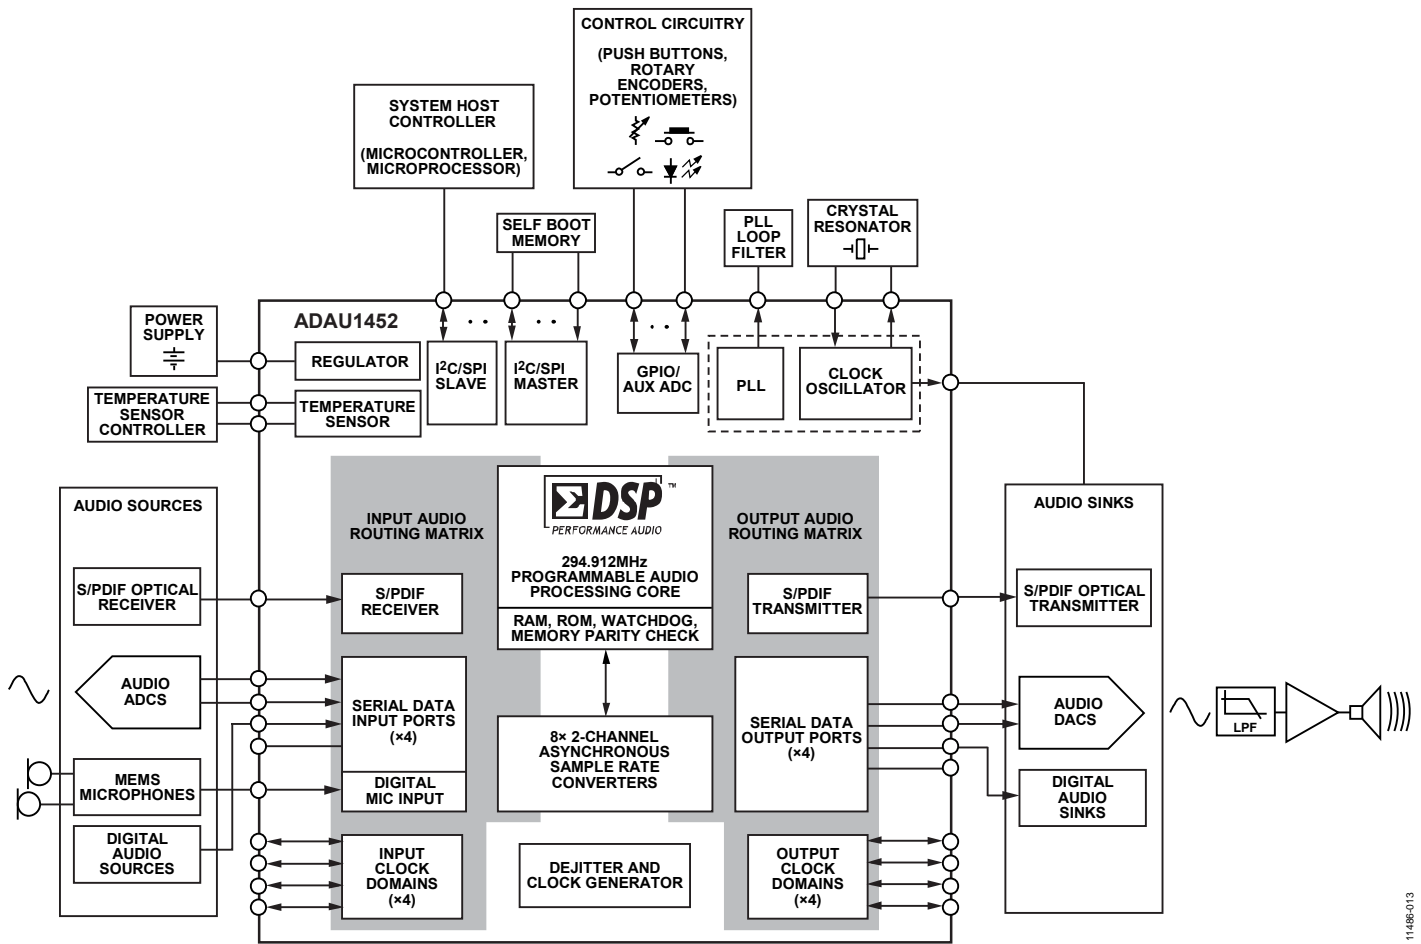 CONTROL CIRCUITRY
(PUSH BUTTONS,
ROTARY
ENCODERS,
POTENTIOMETERS)
SYSTEM HOST
CONTROLLER
(MICROCONTROLLER,
MICROPROCESSOR)
SELF BOOT
MEMORY
PLL
LOOP
FILTER
CRYSTAL
RESONATOR
POWER
SUPPLY
TEMPERATURE
SENSOR
CONTROLLER
ADAU1452
REGULATOR
TEMPERATURE
SENSOR
I2C/SPI
SLAVE
I2C/SPI
MASTER
GPIO/
AUX ADC
PLL
CLOCK
OSCILLATOR
AUDIO SOURCES
S/PDIF OPTICAL
RECEIVER
AUDIO
ADCS
MEMS
MICROPHONES
DIGITAL
AUDIO
SOURCES
INPUT AUDIO
ROUTING MATRIX
S/PDIF
RECEIVER
SERIAL DATA
INPUT PORTS
(×4)
DIGITAL
MIC INPUT
INPUT
CLOCK
DOMAINS
(×4)
ΣDSP™
PERFORMANCE AUDIO
294.912MHz
PROGRAMMABLE AUDIO
PROCESSING CORE
RAM, ROM, WATCHDOG,
MEMORY PARITY CHECK
8× 2-CHANNEL
ASYNCHRONOUS
SAMPLE RATE
CONVERTERS
DEJITTER AND
CLOCK GENERATOR
OUTPUT AUDIO
ROUTING MATRIX
S/PDIF
TRANSMITTER
SERIAL DATA
OUTPUT PORTS
(×4)
OUTPUT
CLOCK
DOMAINS
(×4)
AUDIO SINKS
S/PDIF OPTICAL
TRANSMITTER
AUDIO
DACS
DIGITAL
AUDIO
SINKS
LPF
11486-013